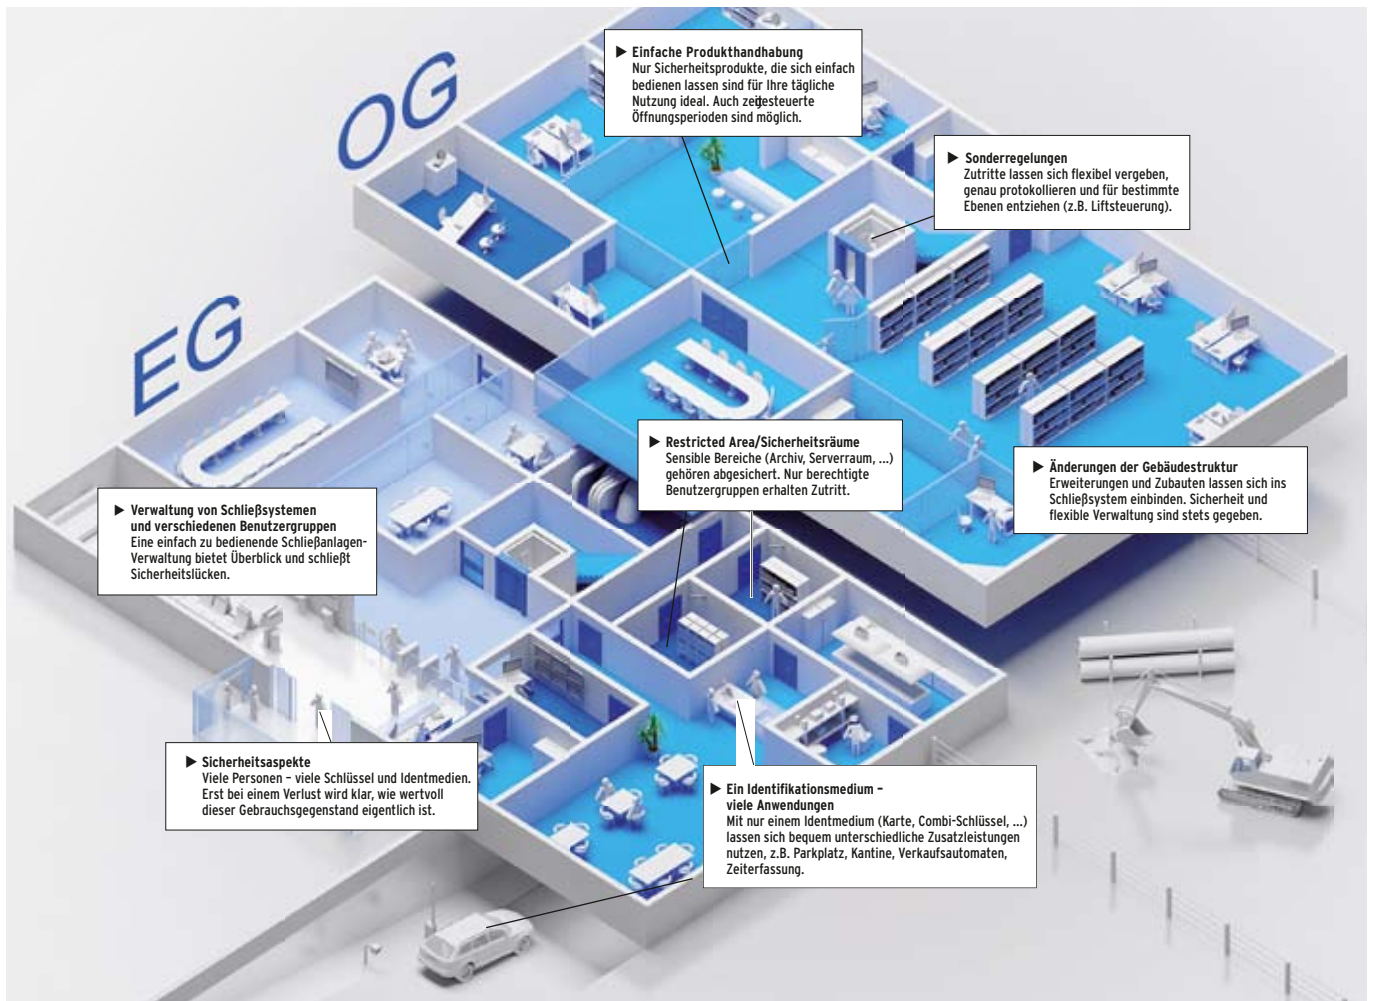 OG
EG
▶ Einfache Produkthandhabung
Nur Sicherheitsprodukte, die sich einfach
bedienen lassen sind für Ihre tägliche
Nutzung ideal. Auch zeitgesteuerte
Öffnungsperioden sind möglich.
▶ Sonderregelungen
Zutritte lassen sich flexibel vergeben,
genau protokollieren und für bestimmte
Ebenen entziehen (z.B. Liftsteuerung).
▶ Restricted Area/Sicherheitsräume
Sensible Bereiche (Archiv, Serverraum, ...)
gehören abgesichert. Nur berechtigte
Benutzergruppen erhalten Zutritt.
▶ Änderungen der Gebäudestruktur
Erweiterungen und Zubauten lassen sich ins
Schließsystem einbinden. Sicherheit und
flexible Verwaltung sind stets gegeben.
▶ Verwaltung von Schließsystemen
und verschiedenen Benutzergruppen
Eine einfach zu bedienende Schließanlagen-
Verwaltung bietet Überblick und schließt
Sicherheitslücken.
▶ Sicherheitsaspekte
Viele Personen – viele Schlüssel und Identmedien.
Erst bei einem Verlust wird klar, wie wertvoll
dieser Gebrauchsgegenstand eigentlich ist.
▶ Ein Identifikationsmedium –
viele Anwendungen
Mit nur einem Identmedium (Karte, Combi-Schlüssel, ...)
lassen sich bequem unterschiedliche Zusatzleistungen
nutzen, z.B. Parkplatz, Kantine, Verkaufsautomaten,
Zeiterfassung.